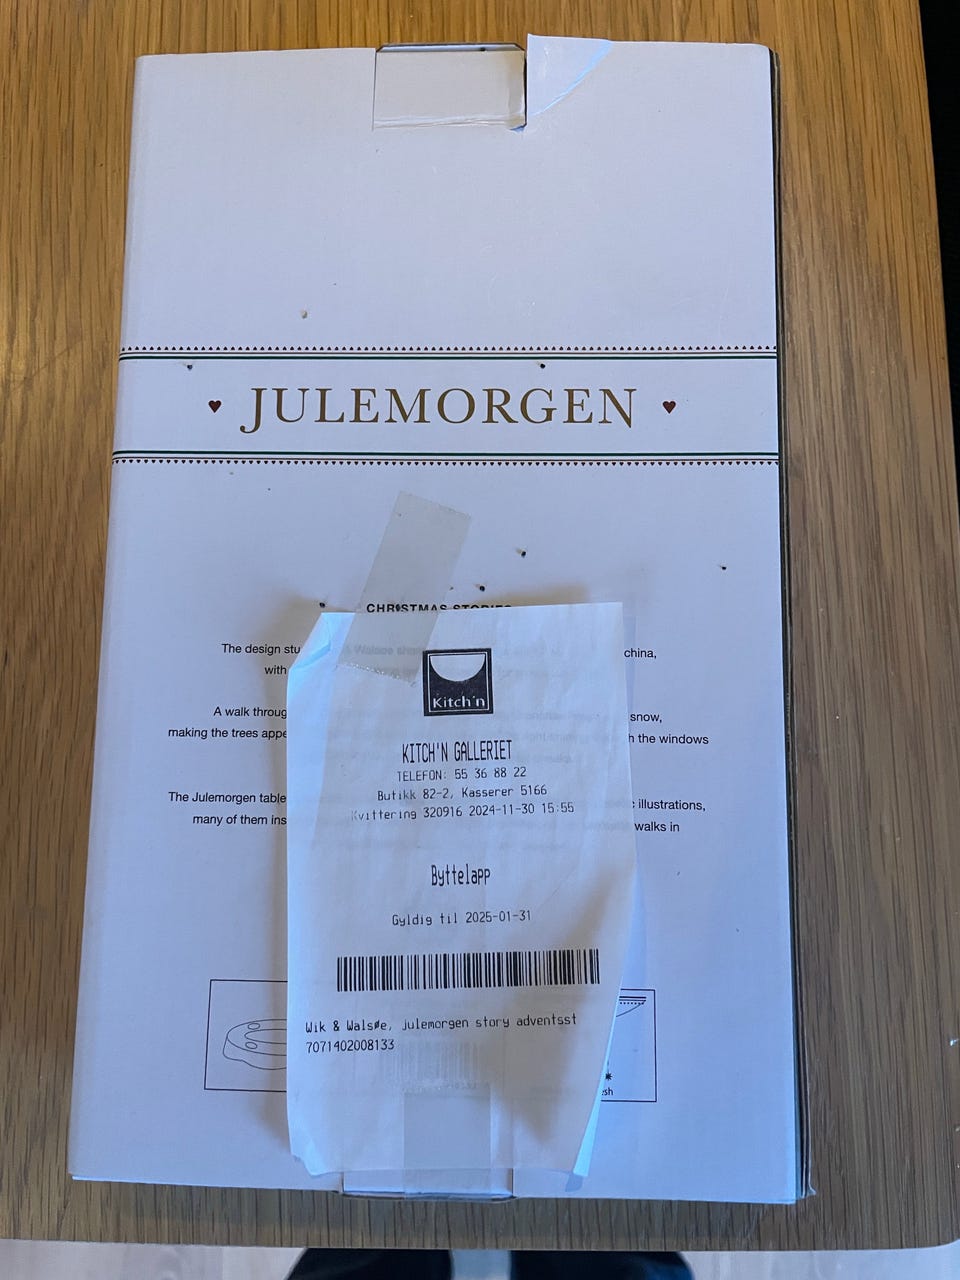 JULEMORGEN
CHRISTMAS STORIES
The design stu china,
with
A walk throug snow,
making the trees appe h the windows
The Julemorgen table illustrations,
many of them ins walks in
Kitch'n
KITCH'N GALLERIET
TELEFON: 55 36 88 22
Butikk 82-2, Kasserer 5166
Kvittering 320916 2024-11-30 15:55
Byttelapp
Gyldig til 2025-01-31
Wik & Walsøe, julemorgen story adventsst
7071402008133